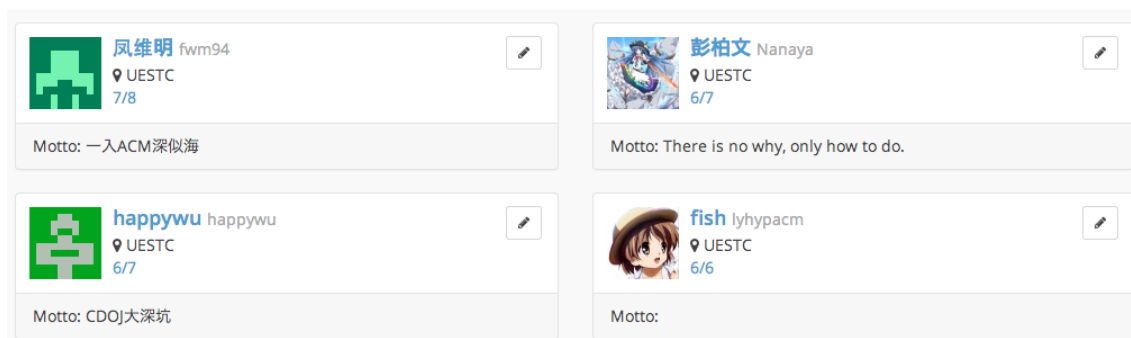 凤维明 fwm94
UESTC
7/8
Motto: 一入ACM深似海
彭柏文 Nanaya
UESTC
6/7
Motto: There is no why, only how to do.
happywu happywu
UESTC
6/7
Motto: CDOJ大深坑
fish lyhypacm
UESTC
6/6
Motto: